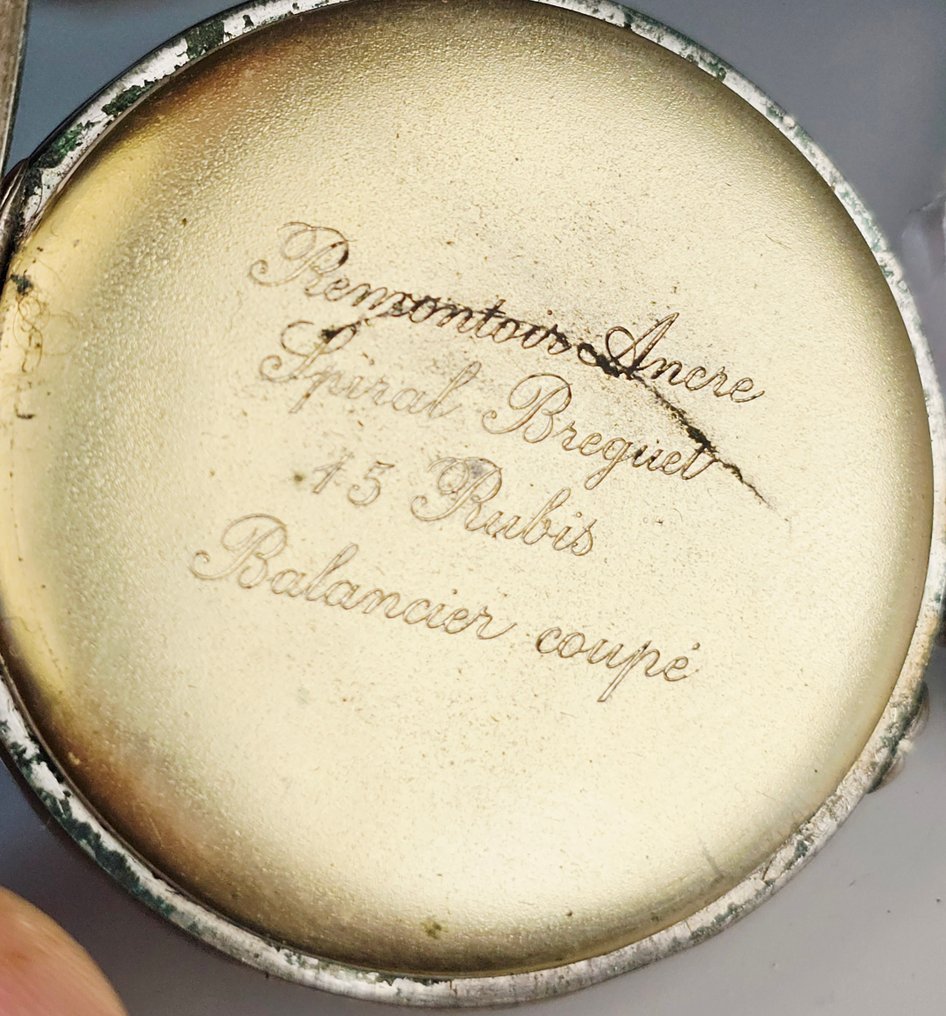 Remontoir Ancre
Spiral Breguet
15 Rubis
Balancier coupé